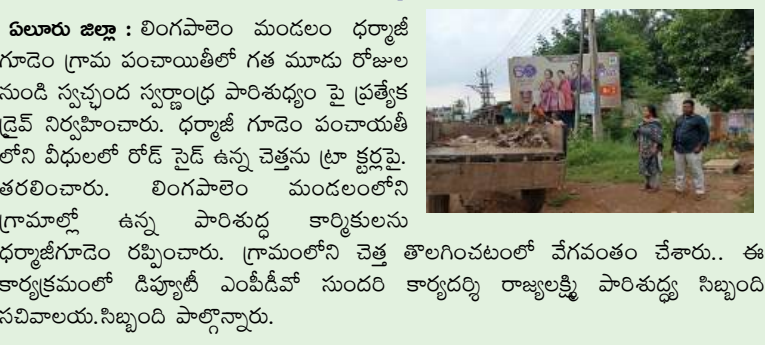 ఏలూరు జిల్లా : లింగపాలెం మండలం ధర్మాజీ
గూడెం గ్రామ పంచాయితీలో గత మూడు రోజుల
నుండి స్వచ్ఛంద స్వర్ణాంధ్ర పారిశుధ్యం పై ప్రత్యేక
డ్రైవ్ నిర్వహించారు. ధర్మాజీ గూడెం పంచాయతీ
లోని వీధులలో రోడ్ సైడ్ ఉన్న చెత్తను ట్రా క్టర్లపై.
తరలించారు. లింగపాలెం మండలంలోని
గ్రామాల్లో ఉన్న పారిశుద్ధ కార్మికులను
ధర్మాజీగూడెం రప్పించారు. గ్రామంలోని చెత్త తొలగించటంలో వేగవంతం చేశారు.. ఈ
కార్యక్రమంలో డిప్యూటీ ఎంపీడీవో సుందరి కార్యదర్శి రాజ్యలక్ష్మి పారిశుద్ధ్య సిబ్బంది
సచివాలయ.సిబ్బంది పాల్గొన్నారు.